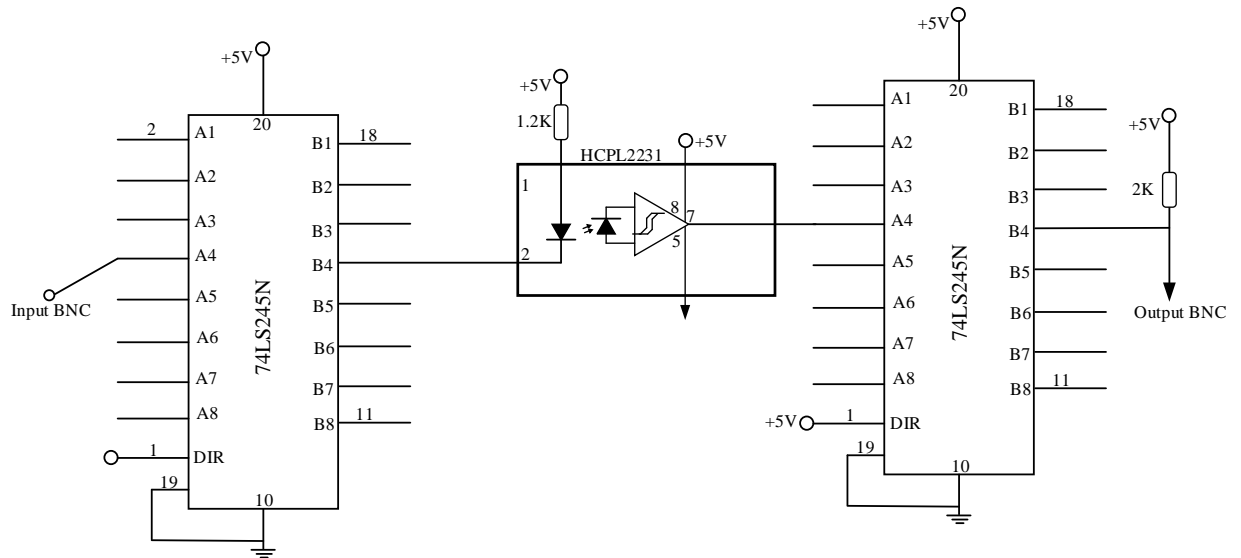 +5V
20
2
A1
B1
18
A2
B2
A3
B3
A4
B4
Input BNC
A5
B5
A6
B6
A7
B7
A8
B8
11
1
DIR
19
10
74LS245N
+5V
1.2K
HCPL2231
+5V
1
2
8
7
5
+5V
20
A1
B1
18
A2
B2
A3
B3
A4
B4
A5
B5
A6
B6
A7
B7
A8
B8
11
+5V
1
DIR
19
10
74LS245N
+5V
2K
Output BNC